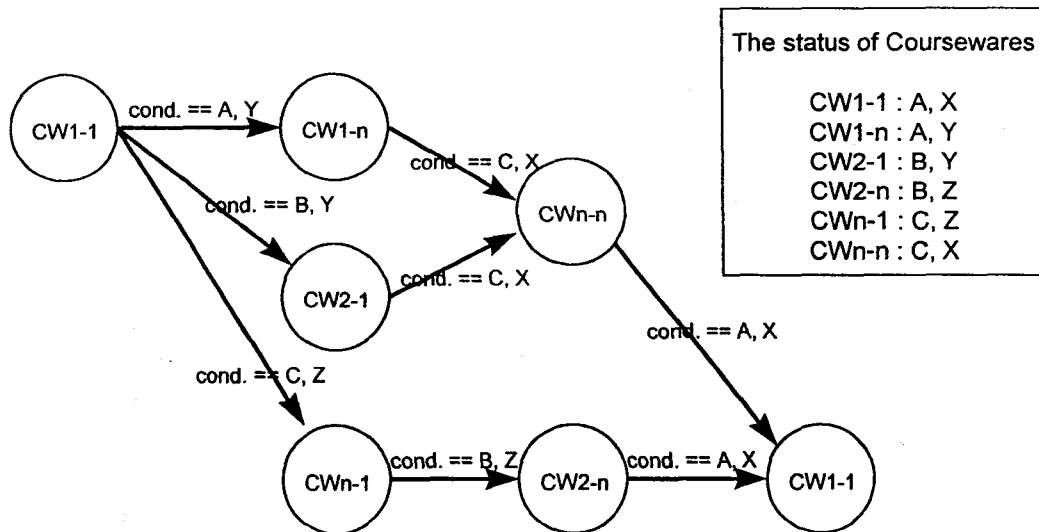 The status of Coursewares
CW1-1 : A, X
CW1-n : A, Y
CW2-1 : B, Y
CW2-n : B, Z
CWn-1 : C, Z
CWn-n : C, X
CW1-1
cond. == A, Y
CW1-n
cond. == C, X
cond. == B, Y
CWn-n
CW2-1
cond. == C, X
cond. == A, X
cond. == C, Z
CWn-1
cond. == B, Z
CW2-n
cond. == A, X
CW1-1